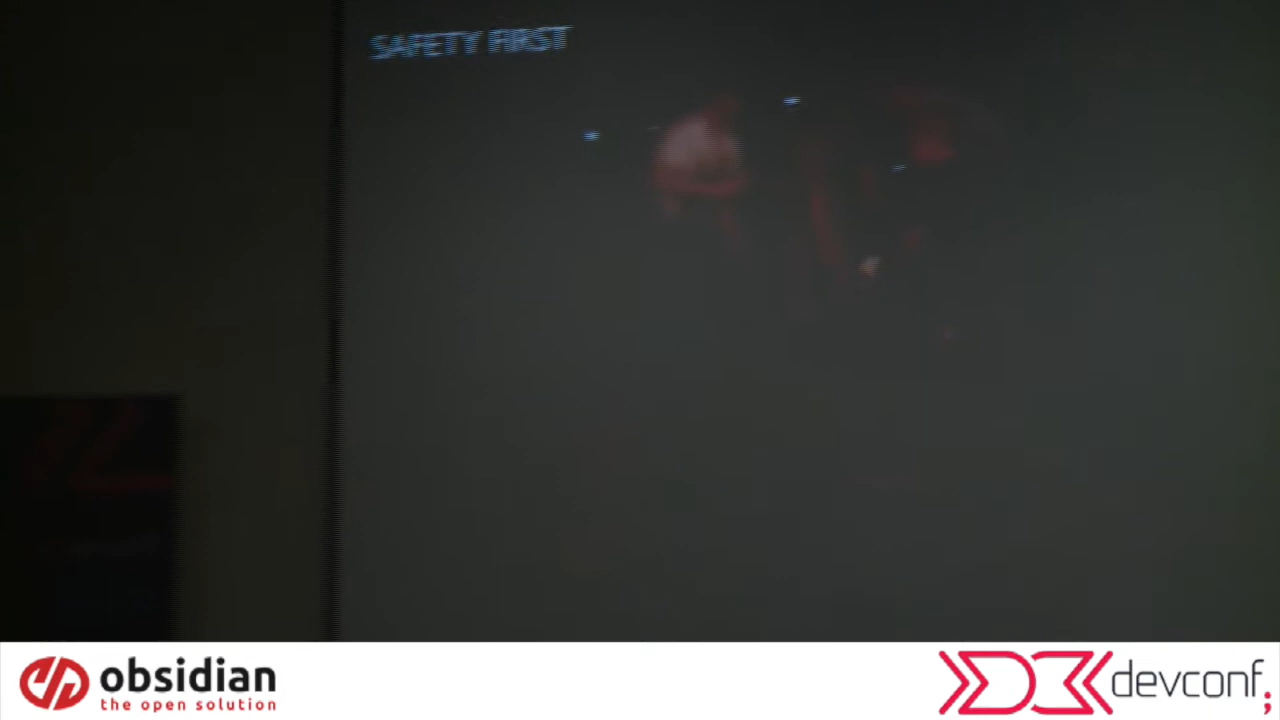 SAFETY FIRST
obsidian
the open solution
devconf;